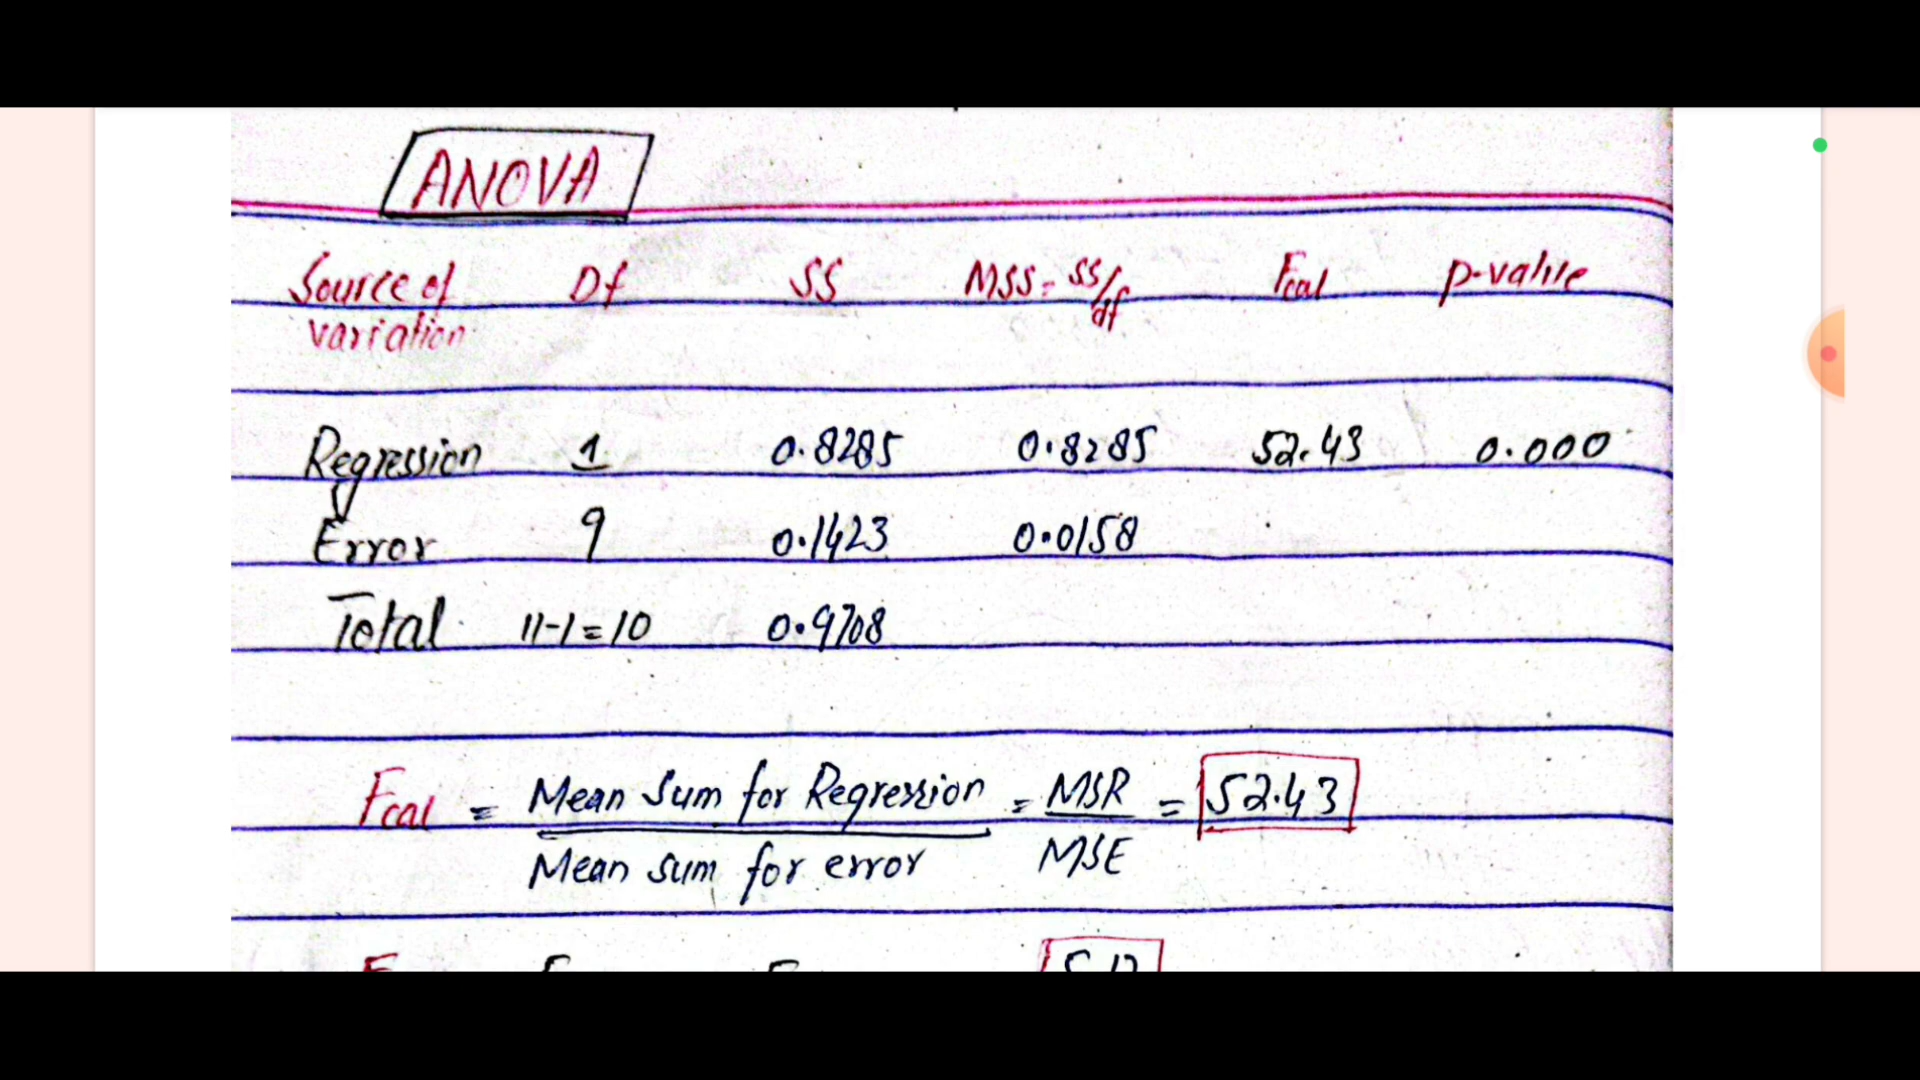 ANOVA
Source of variation Df SS MSS = SS/df Fcal p-value
Regression 1 0.8285 0.8285 52.43 0.000
Error 9 0.1423 0.0158
Total 11-1=10 0.9708
Fcal = Mean Sum for Regression = MSR = 52.43
Mean sum for error MSE